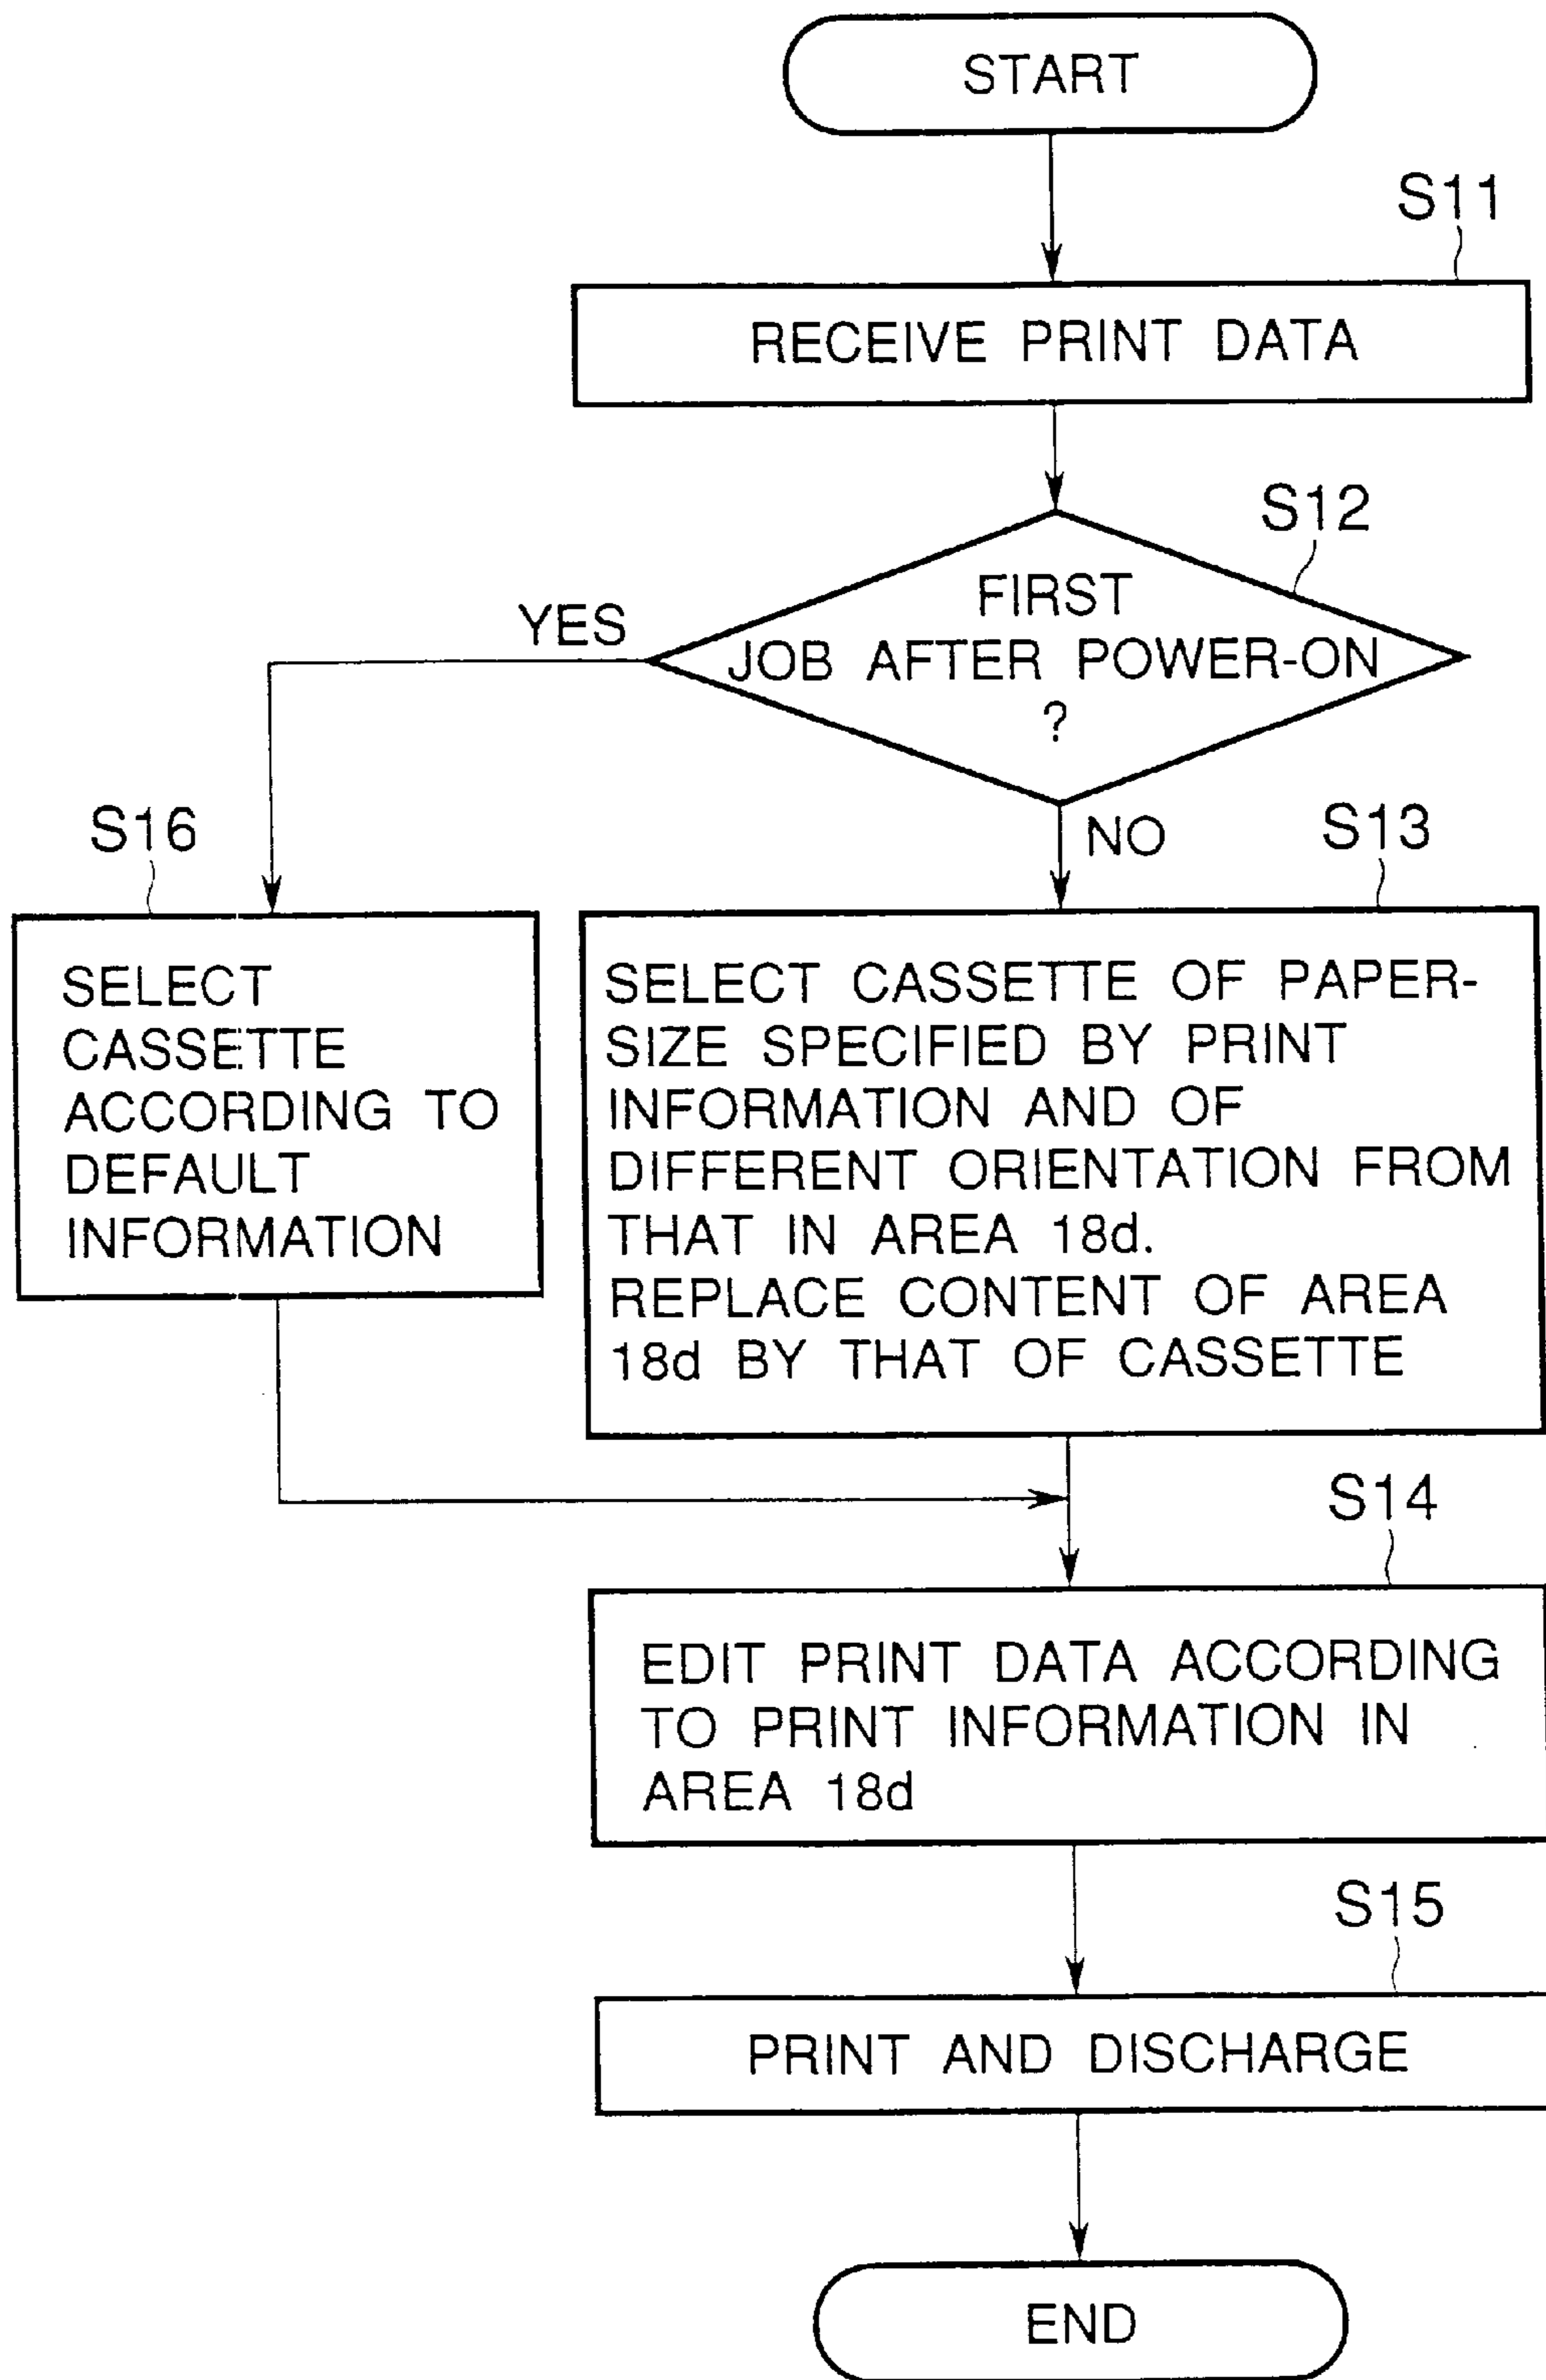 START
S11
RECEIVE PRINT DATA
S12
FIRST
JOB AFTER POWER-ON
?
YES
NO
S16
SELECT
CASSETTE
ACCORDING TO
DEFAULT
INFORMATION
S13
SELECT CASSETTE OF PAPER-
SIZE SPECIFIED BY PRINT
INFORMATION AND OF
DIFFERENT ORIENTATION FROM
THAT IN AREA 18d.
REPLACE CONTENT OF AREA
18d BY THAT OF CASSETTE
S14
EDIT PRINT DATA ACCORDING
TO PRINT INFORMATION IN
AREA 18d
S15
PRINT AND DISCHARGE
END